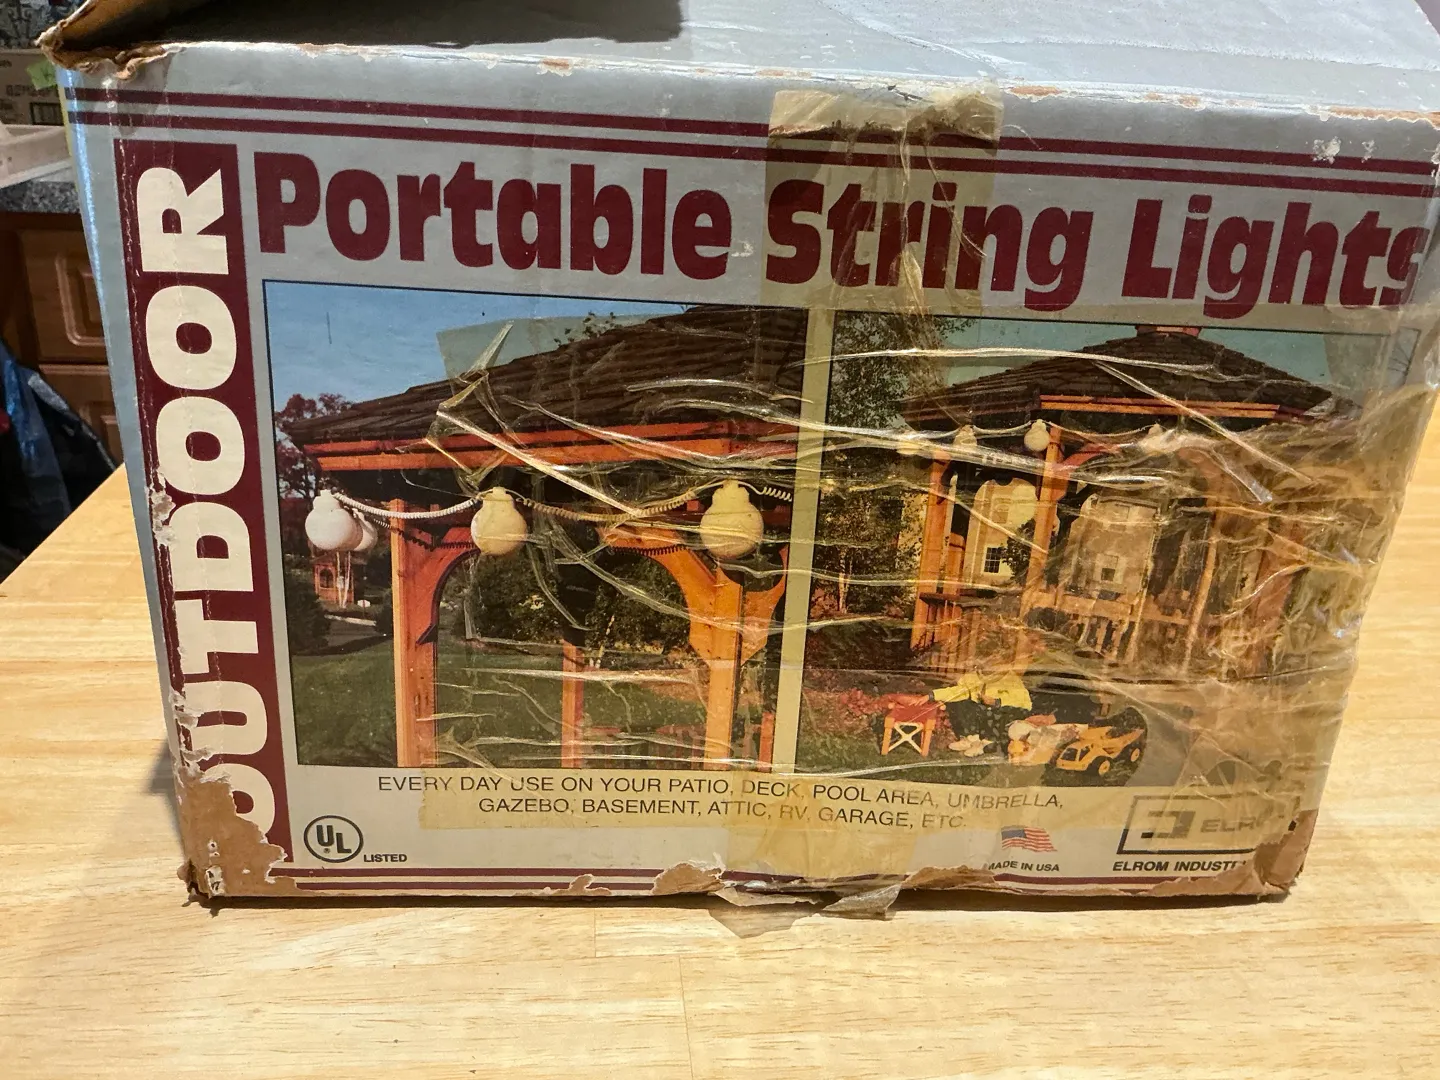 OUTDOOR
Portable String Lights
EVERY DAY USE ON YOUR PATIO, DECK, POOL AREA, UMBRELLA,
GAZEBO, BASEMENT, ATTIC, RV, GARAGE, ETC.
UL
LISTED
MADE IN USA
ELROM